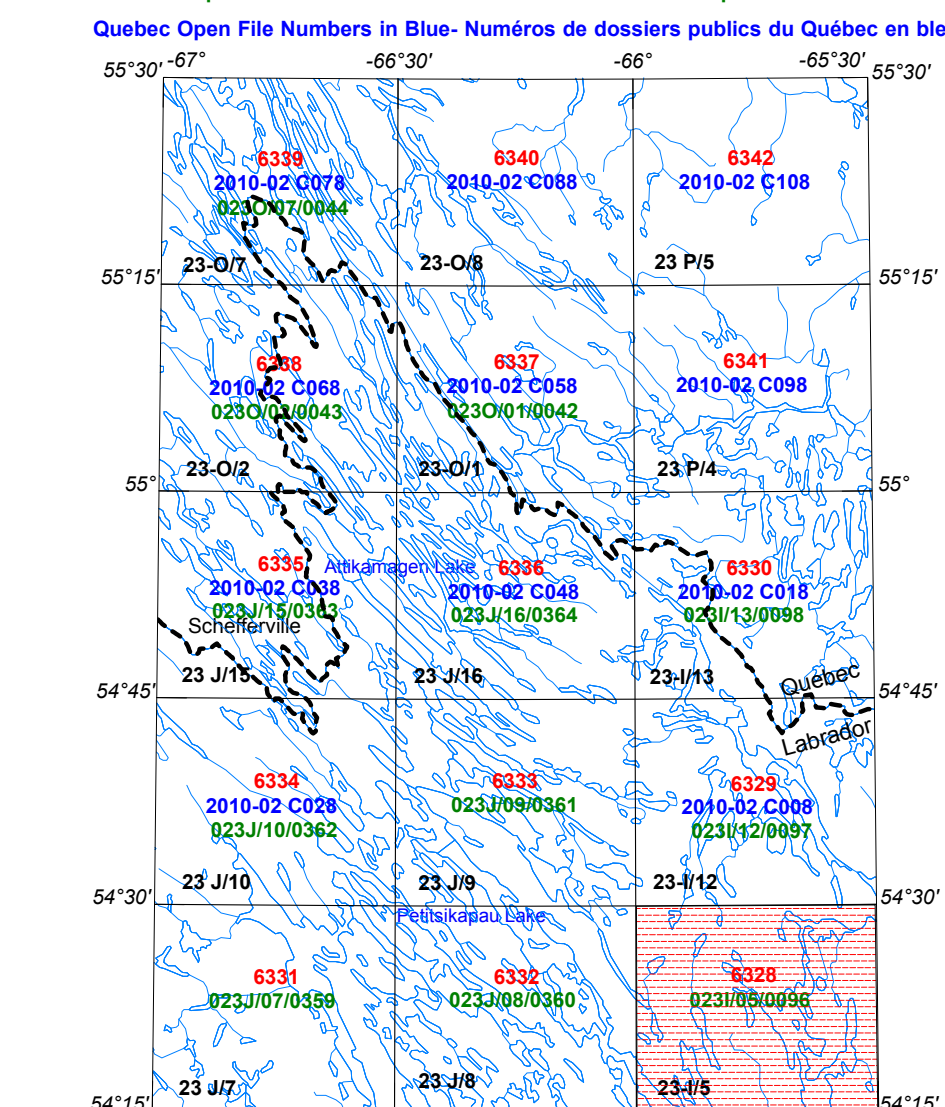 Quebec Open File Numbers in Blue- Numéros de dossiers publics du Québec en ble
55°30' -67° -66°30' -66° -65°30' 55°30'
6339 6340 6342
2010-02 C078 2010-02 C088 2010-02 C108
023O/07/0044
23-O/7 23-O/8 23 P/5
55°15' 55°15'
6338 6337 6341
2010-02 C068 2010-02 C058 2010-02 C098
023O/02/0043 023O/01/0042
23-O/2 23-O/1 23 P/4
55° 55°
6335 Attikamagen Lake 6336 6330
2010-02 C038 2010-02 C048 2010-02 C018
023J/15/0363 023J/16/0364 023I/13/0098
Schefferville
23 J/15 23 J/16 23-I/13 Québec
54°45' 54°45'
Labrador
6334 6333 6329
2010-02 C028 023J/09/0361 2010-02 C008
023J/10/0362 023I/12/0097
23 J/10 23 J/9 23-I/12
54°30' 54°30'
Petitsikapau Lake
6331 6332 6328
023J/07/0359 023J/08/0360 023I/05/0096
23 J/7 23 J/8 23-I/5
54°15' 54°15'